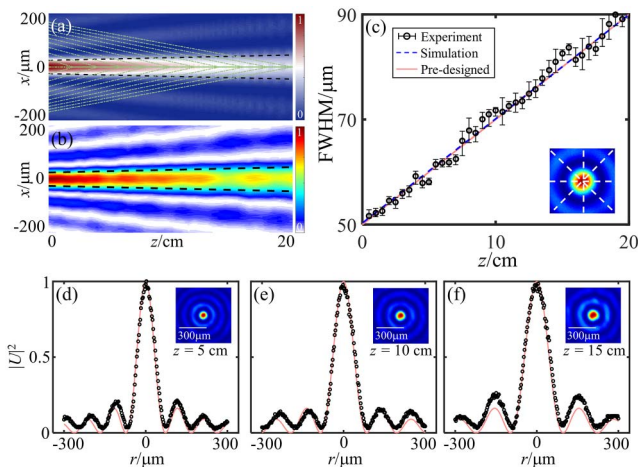 (a)
200
x/μm
0
-200
1
0
(b)
200
x/μm
0
-200
1
0
0
z/cm
20
(c)
90
FWHM/μm
70
50
Experiment
Simulation
Pre-designed
0
10
20
z/cm
(d)
1
|U|²
0.5
0
300μm
z = 5 cm
-300
0
300
r/μm
(e)
300μm
z = 10 cm
-300
0
300
r/μm
(f)
300μm
z = 15 cm
-300
0
300
r/μm